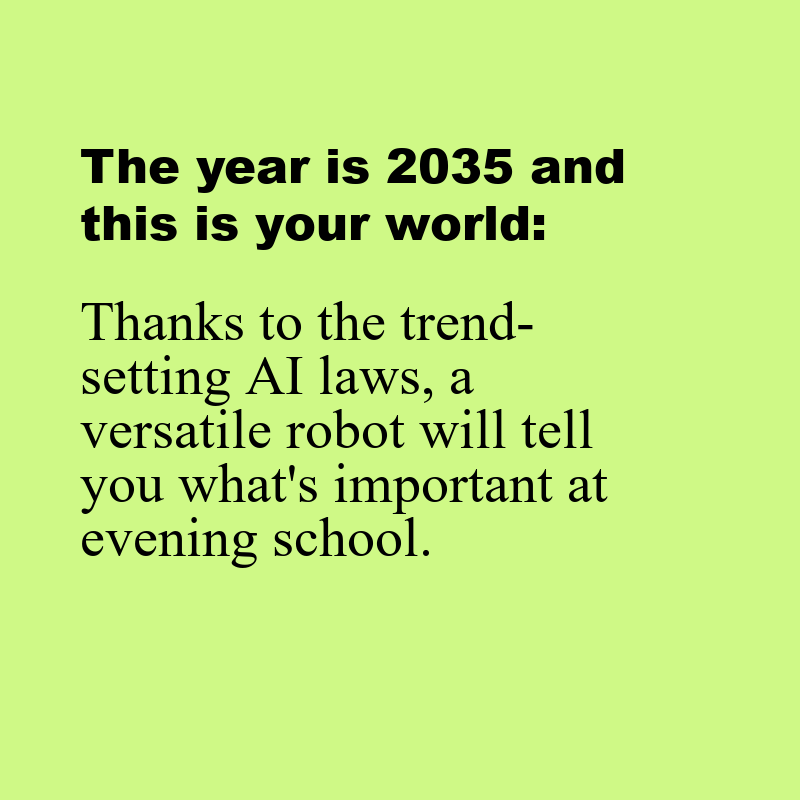 The year is 2035 and
this is your world:
Thanks to the trend-
setting AI laws, a
versatile robot will tell
you what's important at
evening school.